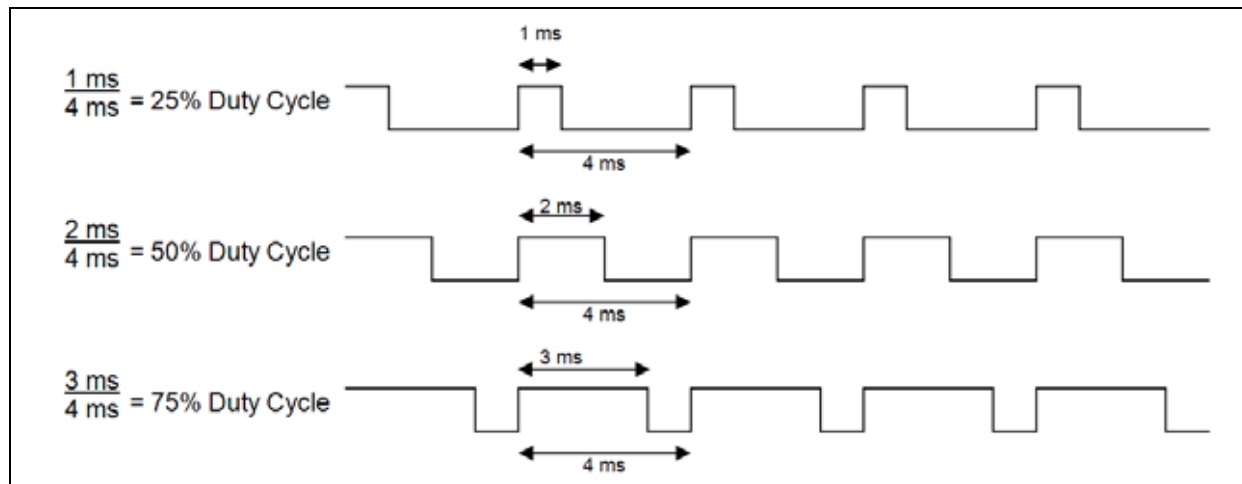 1 ms
1 ms
4 ms = 25% Duty Cycle
4 ms
2 ms
2 ms
4 ms = 50% Duty Cycle
4 ms
3 ms
3 ms
4 ms = 75% Duty Cycle
4 ms